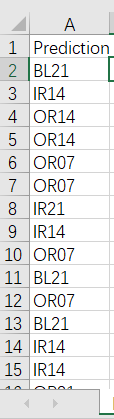 A
1 Prediction
2 BL21
3 IR14
4 OR14
5 OR14
6 OR07
7 OR07
8 IR21
9 IR14
10 OR07
11 BL21
12 OR07
13 BL21
14 IR14
15 IR14